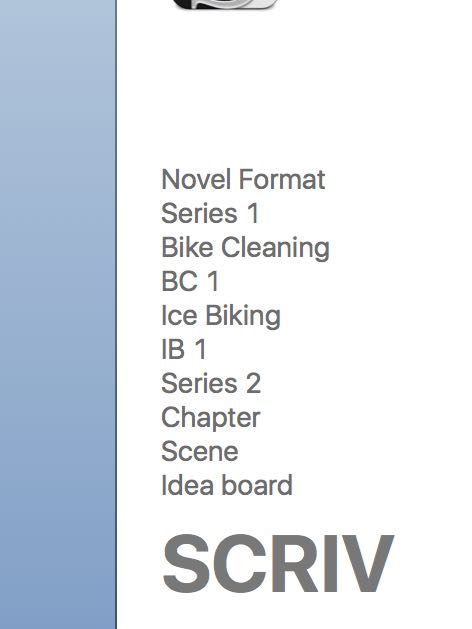 Novel Format
Series 1
Bike Cleaning
BC 1
Ice Biking
IB 1
Series 2
Chapter
Scene
Idea board
SCRIV